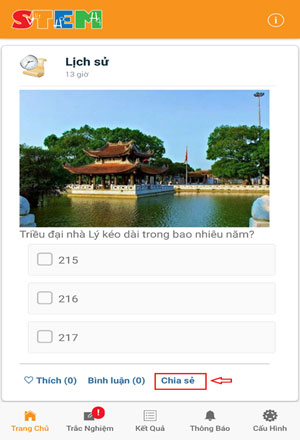 STEM
Lịch sử
13 giờ
Triều đại nhà Lý kéo dài trong bao nhiêu năm?
215
216
217
Thích (0) Bình luận (0) Chia sẻ
Trang Chủ Trắc Nghiệm Kết Quả Thông Báo Cấu Hình